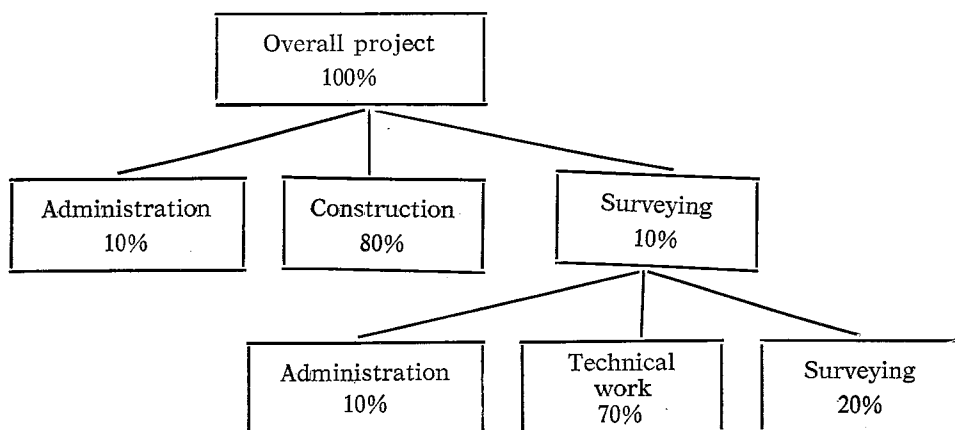 Overall project
100%
Administration
10%
Construction
80%
Surveying
10%
Administration
10%
Technical
work
70%
Surveying
20%